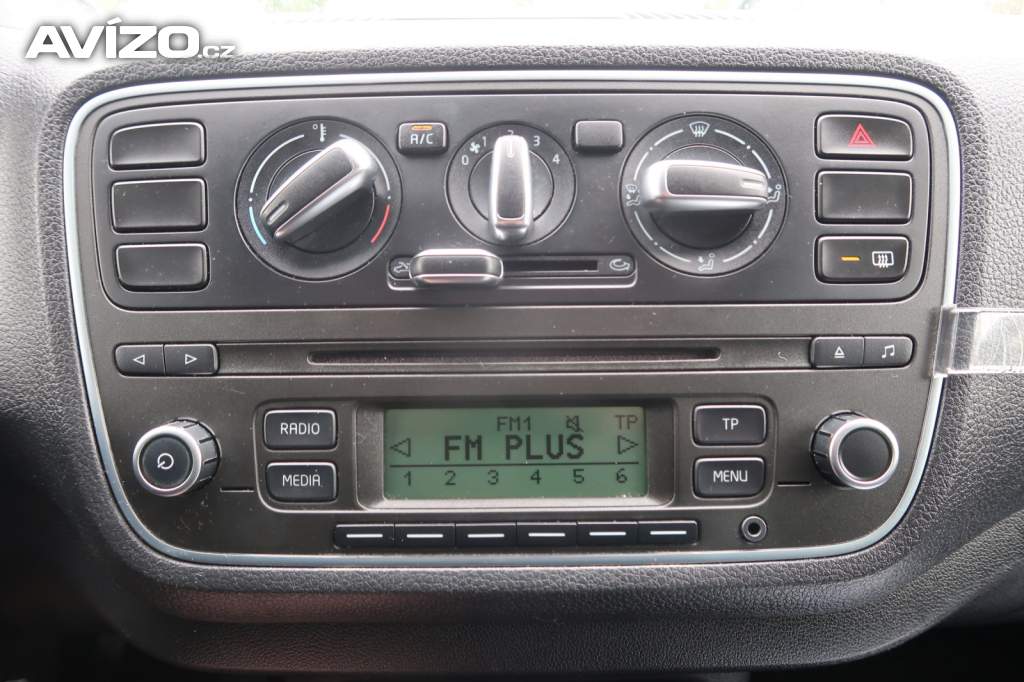 AVÍZO.cz
A/C
0 1 2 3 4
RADIO
MEDIA
FM1 TP
FM PLUS
1 2 3 4 5 6
TP
MENU